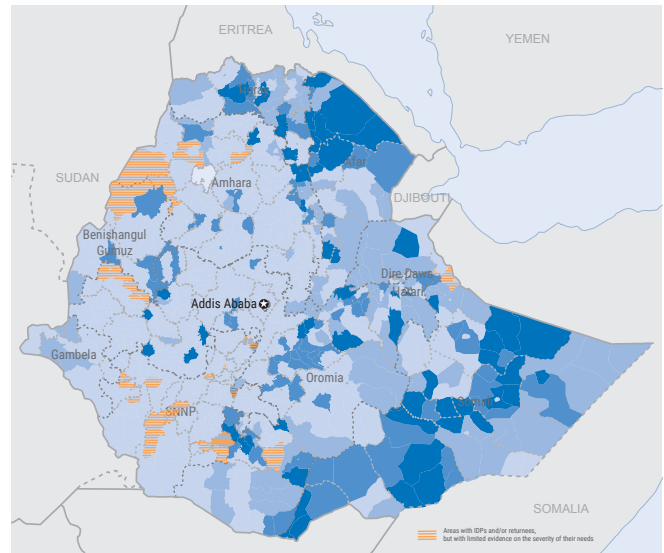 ERITREA
YEMEN
Tigray
Afar
SUDAN
Amhara
DJIBOUTI
Benishangul
Gumuz
Dire Dawa
Harari
Addis Ababa
Gambela
Oromia
Somali
SNNP
SOMALIA
Areas with IDPs and/or returnees,
but with limited evidence on the severity of their needs